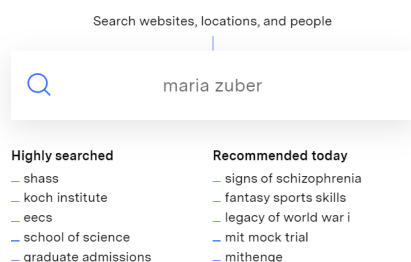 Search websites, locations, and people
maria zuber
Highly searched
shass
koch institute
eecs
school of science
graduate admissions
Recommended today
signs of schizophrenia
fantasy sports skills
legacy of world war i
mit mock trial
mithenge